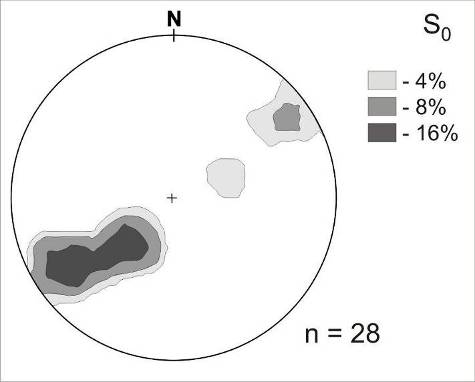 N
S₀
- 4%
- 8%
- 16%
n = 28